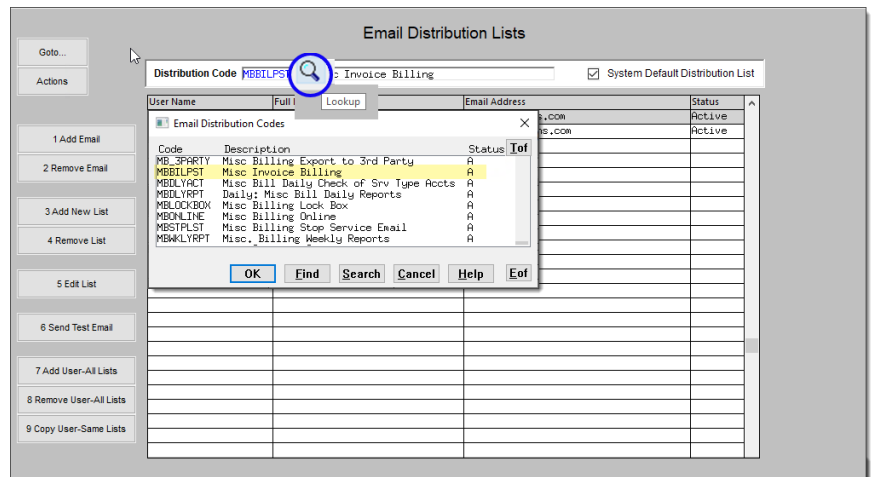 Email Distribution Lists
Goto...
Actions
Distribution Code MBBILPST c Invoice Billing System Default Distribution List
User Name Full Email Address Status
Lookup
s.com Active
ns.com Active
1 Add Email
2 Remove Email
3 Add New List
4 Remove List
5 Edit List
6 Send Test Email
7 Add User-All Lists
8 Remove User-All Lists
9 Copy User-Same Lists
Email Distribution Codes
Code Description Status Tof
MB_3PARTY Misc Billing Export to 3rd Party A
MBBILPST Misc Invoice Billing A
MBDLYACT Misc Bill Daily Check of Srv Type Accts A
MBDLYRPT Daily: Misc Bill Daily Reports A
MBLOCKBOX Misc Billing Lock Box A
MBONLINE Misc Billing Online A
MBSTPLST Misc Billing Stop Service Email A
MBWKLYRPT Misc. Billing Weekly Reports A
OK Find Search Cancel Help Eof